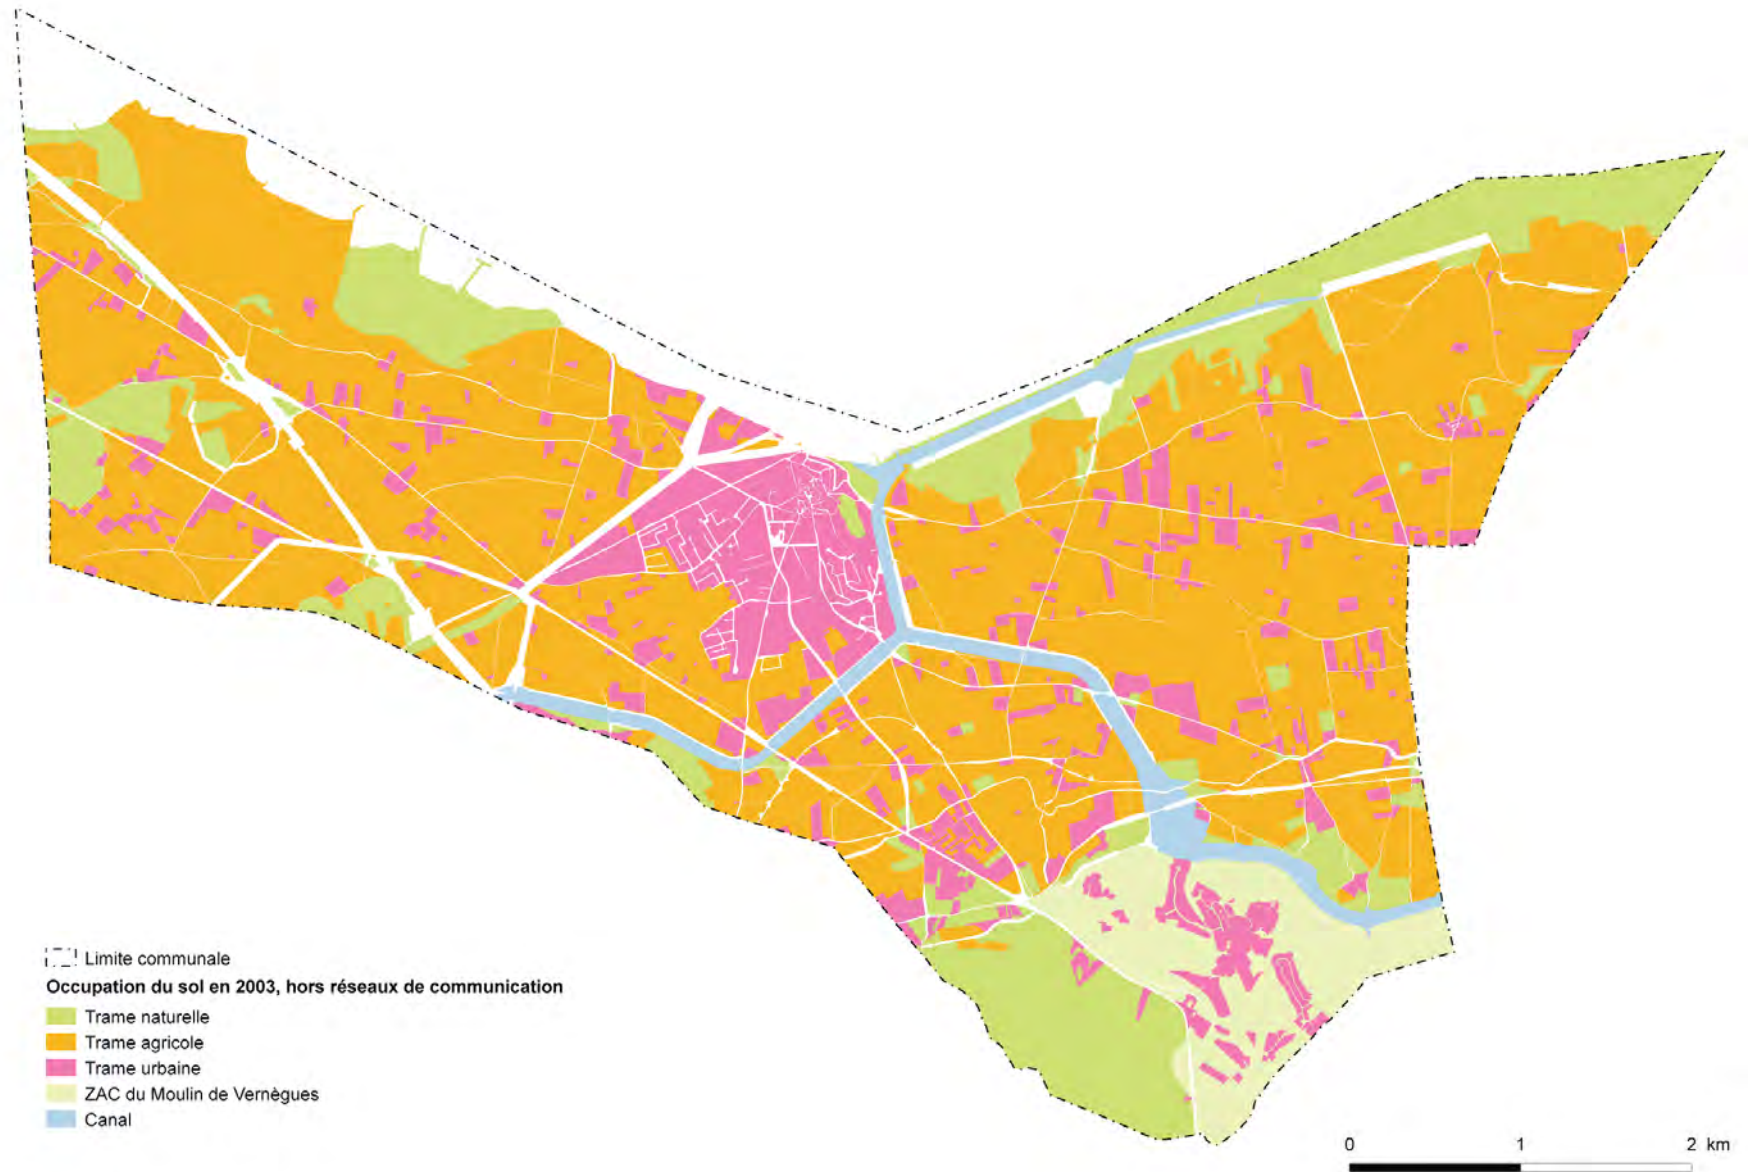 Limite communale
Occupation du sol en 2003, hors réseaux de communication
Trame naturelle
Trame agricole
Trame urbaine
ZAC du Moulin de Vernègues
Canal
0 1 2 km